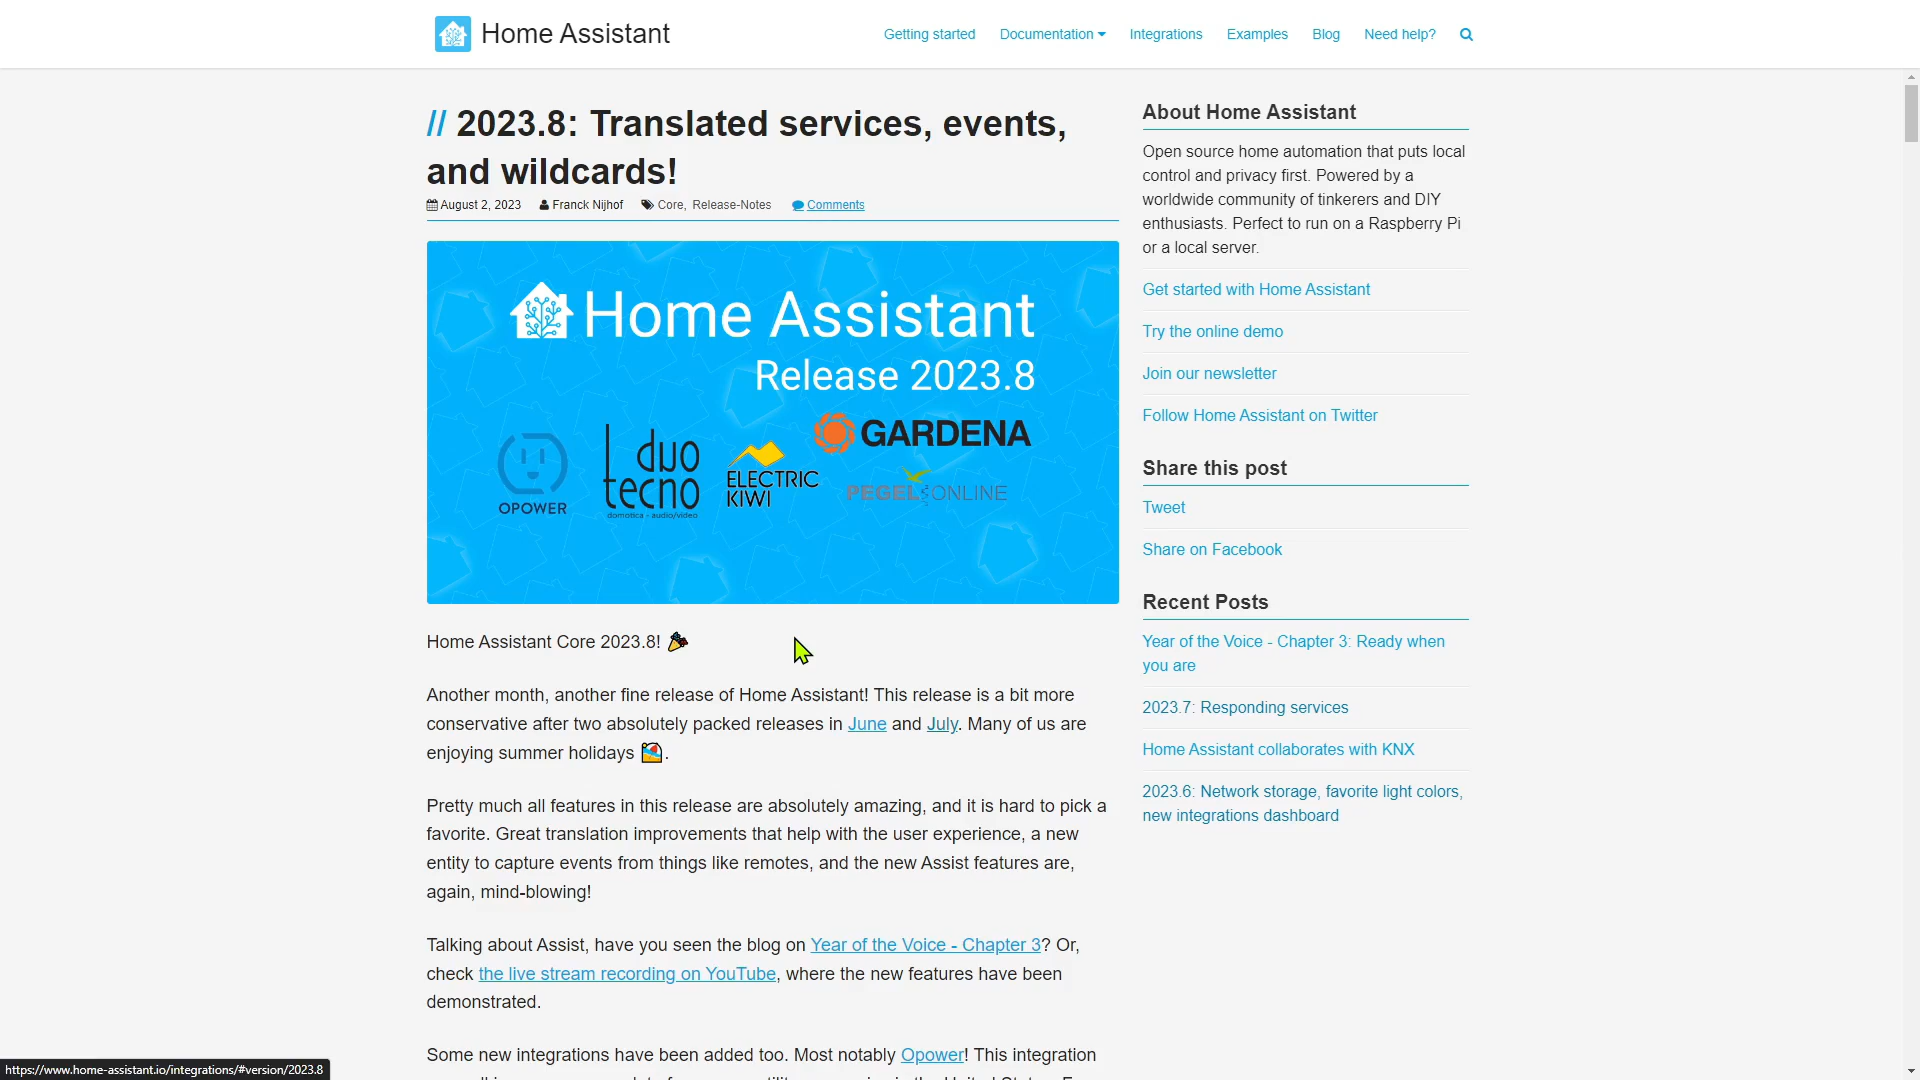 Home Assistant
Getting started Documentation Integrations Examples Blog Need help?
// 2023.8: Translated services, events,
and wildcards!
August 2, 2023 Franck Nijhof Core, Release-Notes Comments
Home Assistant
Release 2023.8
GARDENA
OPOWER
duo
tecno
domotica - audio/video
ELECTRIC
KIWI
PEGELONLINE
Home Assistant Core 2023.8! 🎉
Another month, another fine release of Home Assistant! This release is a bit more
conservative after two absolutely packed releases in June and July. Many of us are
enjoying summer holidays 🏖.
Pretty much all features in this release are absolutely amazing, and it is hard to pick a
favorite. Great translation improvements that help with the user experience, a new
entity to capture events from things like remotes, and the new Assist features are,
again, mind-blowing!
Talking about Assist, have you seen the blog on Year of the Voice - Chapter 3? Or,
check the live stream recording on YouTube, where the new features have been
demonstrated.
Some new integrations have been added too. Most notably Opower! This integration
About Home Assistant
Open source home automation that puts local
control and privacy first. Powered by a
worldwide community of tinkerers and DIY
enthusiasts. Perfect to run on a Raspberry Pi
or a local server.
Get started with Home Assistant
Try the online demo
Join our newsletter
Follow Home Assistant on Twitter
Share this post
Tweet
Share on Facebook
Recent Posts
Year of the Voice - Chapter 3: Ready when
you are
2023.7: Responding services
Home Assistant collaborates with KNX
2023.6: Network storage, favorite light colors,
new integrations dashboard
https://www.home-assistant.io/integrations/#version/2023.8